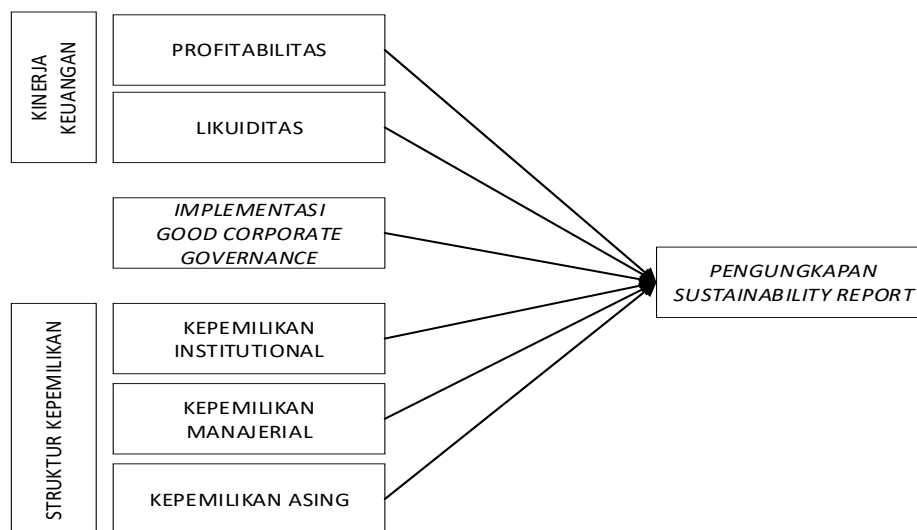 KINERJA
KEUANGAN
PROFITABILITAS
LIKUIDITAS
IMPLEMENTASI
GOOD CORPORATE
GOVERNANCE
PENGUNGKAPAN
SUSTAINABILITY REPORT
STRUKTUR KEPEMILIKAN
KEPEMILIKAN
INSTITUTIONAL
KEPEMILIKAN
MANAJERIAL
KEPEMILIKAN ASING